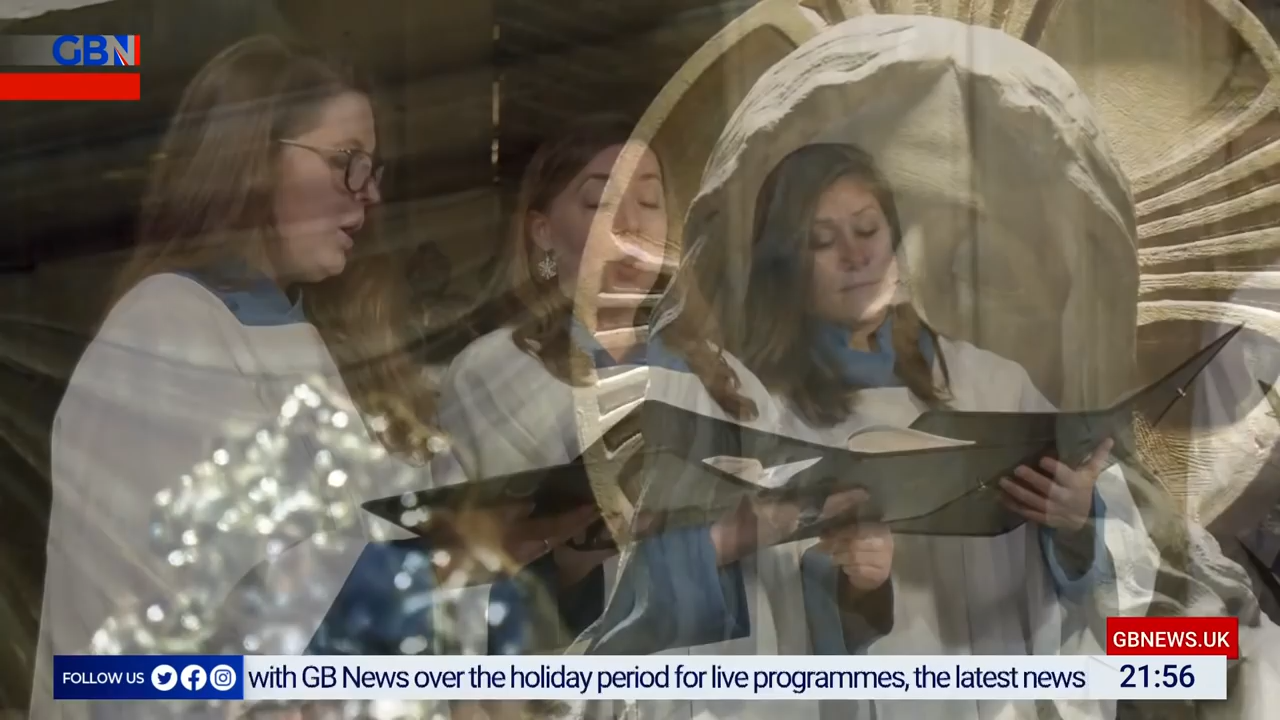 GBN
GBNEWS.UK
FOLLOW US
with GB News over the holiday period for live programmes, the latest news
21:56